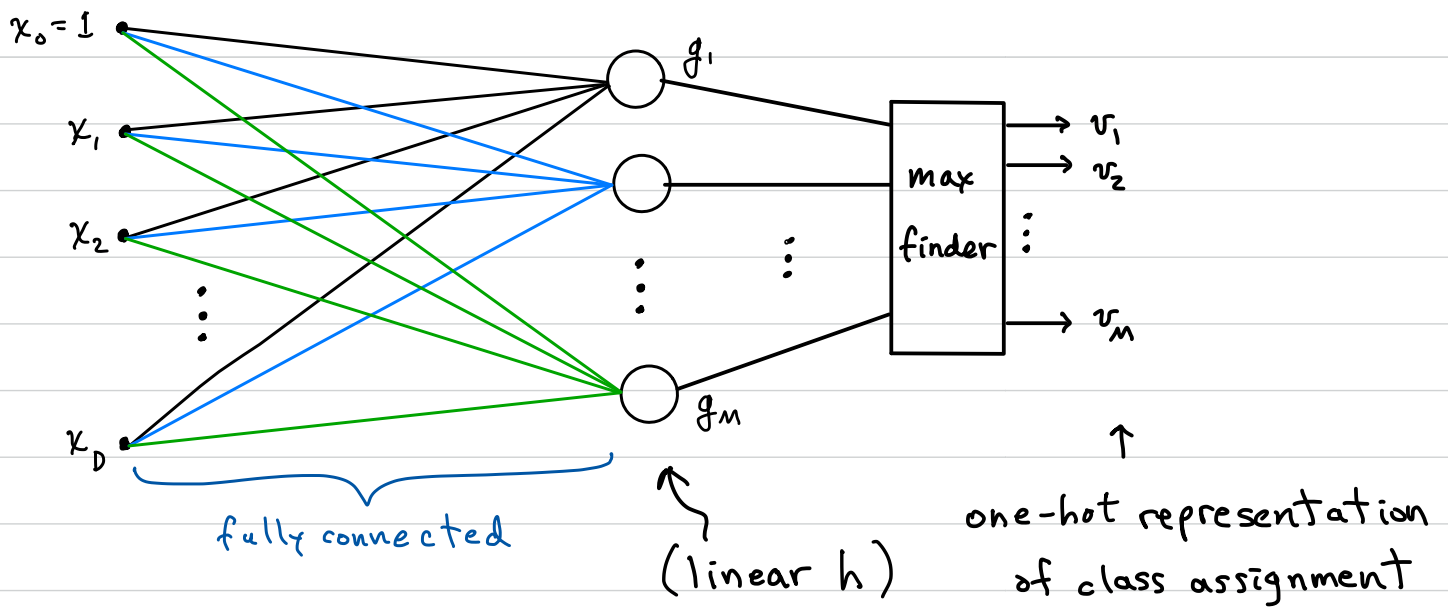 x₀ = 1
x₁
x₂
x_D
g₁
g_M
max
finder
v₁
v₂
v_M
fully connected
(linear h)
one-hot representation
of class assignment